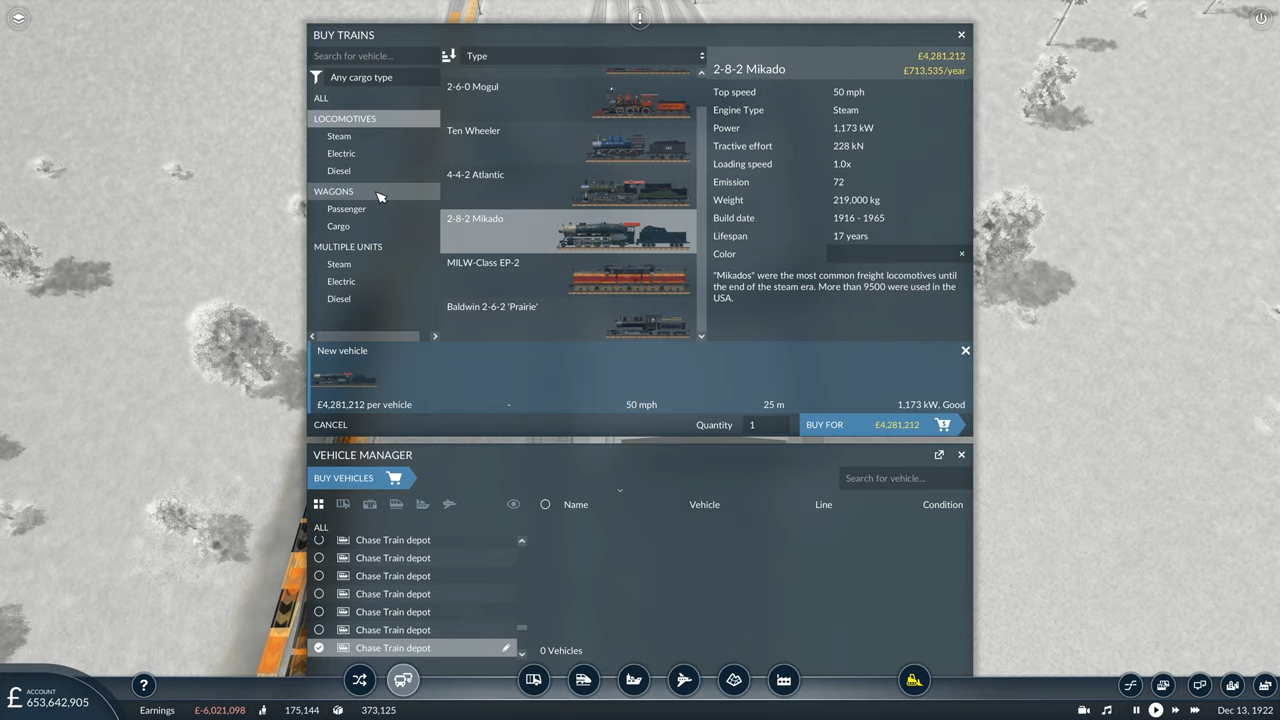 BUY TRAINS
Search for vehicle...
Type
£4,281,212
£713,535/year
Any cargo type
ALL
LOCOMOTIVES
Steam
Electric
Diesel
WAGONS
Passenger
Cargo
MULTIPLE UNITS
Steam
Electric
Diesel
2-6-0 Mogul
Ten Wheeler
4-4-2 Atlantic
2-8-2 Mikado
MILW-Class EP-2
Baldwin 2-6-2 'Prairie'
2-8-2 Mikado
Top speed 50 mph
Engine Type Steam
Power 1,173 kW
Tractive effort 228 kN
Loading speed 1.0x
Emission 72
Weight 219,000 kg
Build date 1916 - 1965
Lifespan 17 years
Color
"Mikados" were the most common freight locomotives until
the end of the steam era. More than 9500 were used in the
USA.
New vehicle
£4,281,212 per vehicle - 50 mph 25 m 1,173 kW, Good
CANCEL Quantity 1 BUY FOR £4,281,212
VEHICLE MANAGER
BUY VEHICLES Search for vehicle...
Name Vehicle Line Condition
ALL
Chase Train depot
Chase Train depot
Chase Train depot
Chase Train depot
Chase Train depot
Chase Train depot
Chase Train depot
0 Vehicles
£ ACCOUNT
653,642,905
?
Earnings £-6,021,098 175,144 373,125 Dec 13, 1922